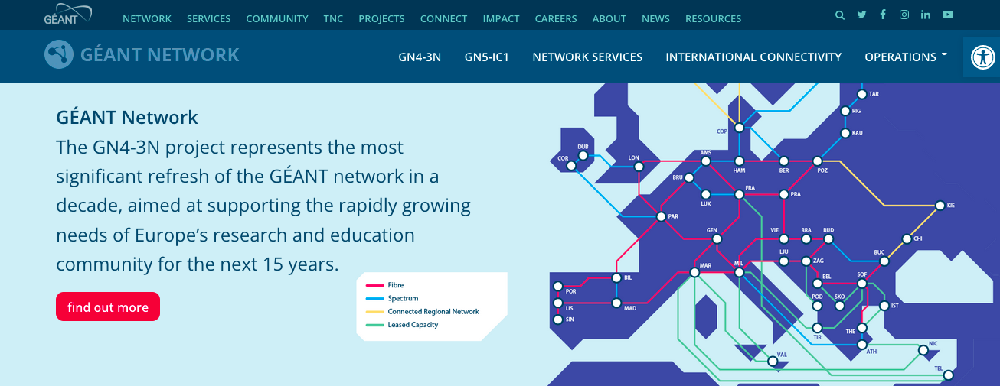 GÉANT
NETWORK SERVICES COMMUNITY TNC PROJECTS CONNECT IMPACT CAREERS ABOUT NEWS RESOURCES
GÉANT NETWORK
GN4-3N GN5-IC1 NETWORK SERVICES INTERNATIONAL CONNECTIVITY OPERATIONS
GÉANT Network
The GN4-3N project represents the most
significant refresh of the GÉANT network in a
decade, aimed at supporting the rapidly growing
needs of Europe’s research and education
community for the next 15 years.
find out more
Fibre
Spectrum
Connected Regional Network
Leased Capacity
TAR
RIG
COP
KAU
DUB
COR
LON
AMS
HAM
BER
POZ
BRU
LUX
FRA
PRA
KIE
PAR
GEN
VIE
BRA
BUD
CHI
LJU
ZAG
BUC
MAR
MIL
BIL
BEL
SOF
POR
POD
SKO
IST
LIS
MAD
SIN
TIR
THE
ATH
NIC
VAL
TEL